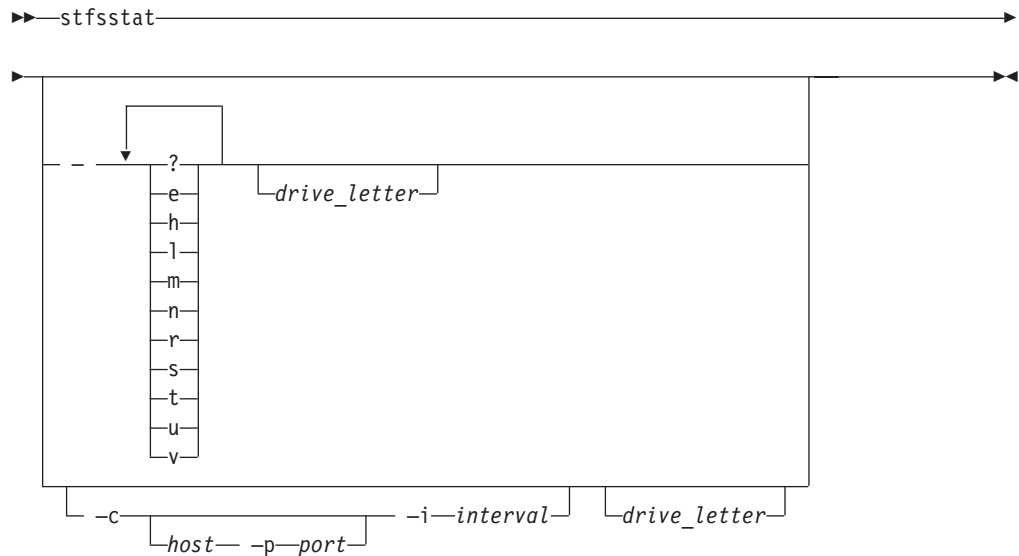 stfsstat
– ?
e drive_letter
h
l
m
n
r
s
t
u
v
–c –i–interval drive_letter
host– –p–port